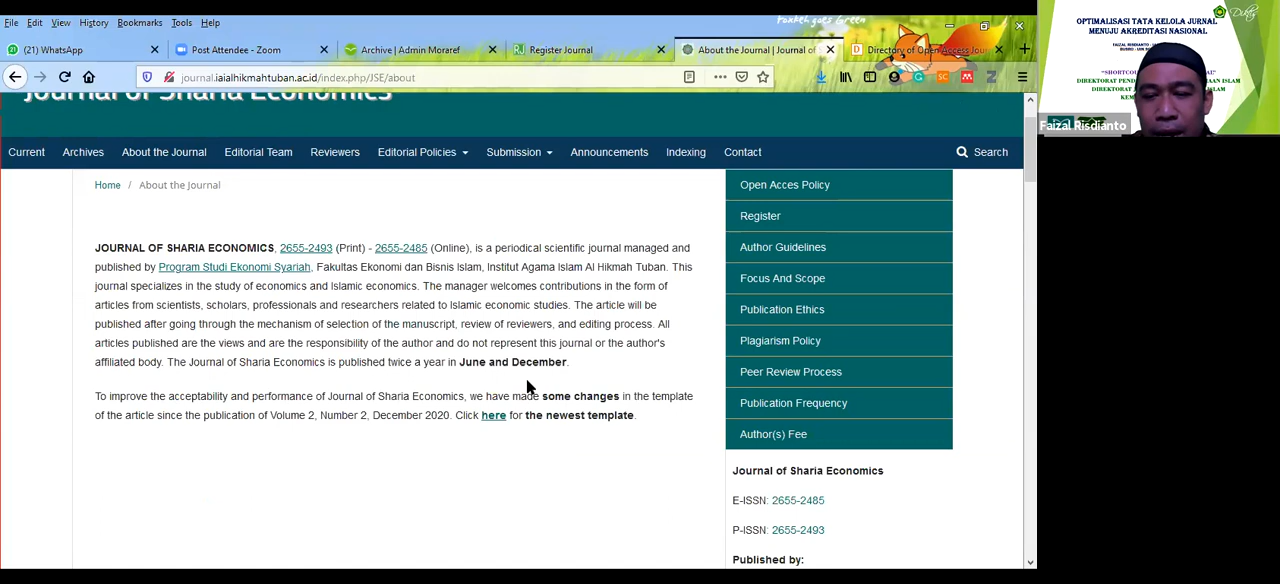 File Edit View History Bookmarks Tools Help
(21) WhatsApp
Post Attendee - Zoom
Archive | Admin Moraref
Register Journal
About the Journal | Journal of
Directory of Open Access Jour
journal.iaialhikmahtuban.ac.id/index.php/JSE/about
Journal of Sharia Economics
Current Archives About the Journal Editorial Team Reviewers Editorial Policies Submission Announcements Indexing Contact Search
Home / About the Journal
JOURNAL OF SHARIA ECONOMICS, 2655-2493 (Print) - 2655-2485 (Online), is a periodical scientific journal managed and
published by Program Studi Ekonomi Syariah, Fakultas Ekonomi dan Bisnis Islam, Institut Agama Islam Al Hikmah Tuban. This
journal specializes in the study of economics and Islamic economics. The manager welcomes contributions in the form of
articles from scientists, scholars, professionals and researchers related to Islamic economic studies. The article will be
published after going through the mechanism of selection of the manuscript, review of reviewers, and editing process. All
articles published are the views and are the responsibility of the author and do not represent this journal or the author's
affiliated body. The Journal of Sharia Economics is published twice a year in June and December.
To improve the acceptability and performance of Journal of Sharia Economics, we have made some changes in the template
of the article since the publication of Volume 2, Number 2, December 2020. Click here for the newest template.
Open Acces Policy
Register
Author Guidelines
Focus And Scope
Publication Ethics
Plagiarism Policy
Peer Review Process
Publication Frequency
Author(s) Fee
Journal of Sharia Economics
E-ISSN: 2655-2485
P-ISSN: 2655-2493
Published by:
OPTIMALISASI TATA KELOLA JURNAL
MENUJU AKREDITASI NASIONAL
Diktis
Faizal Risdianto